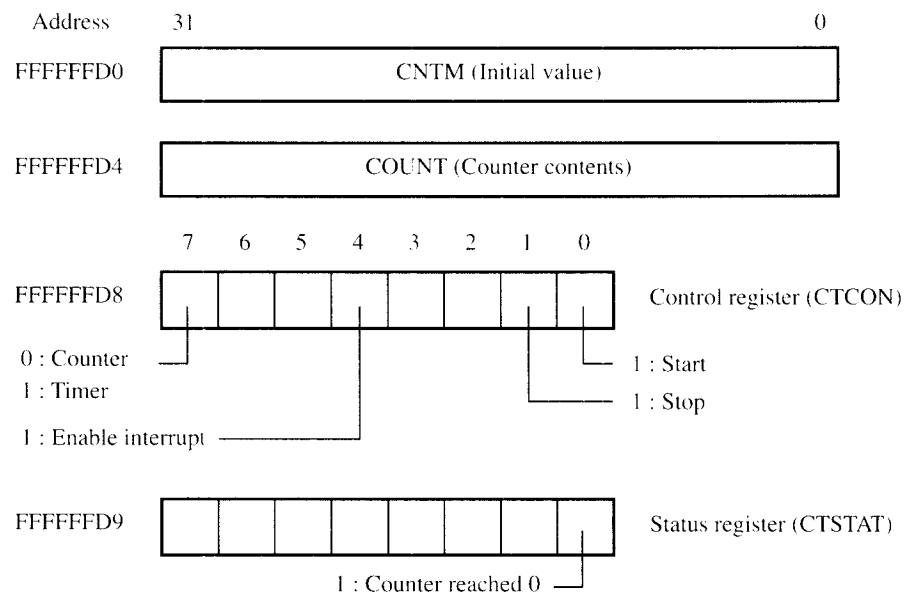 Address 31 0
FFFFFFD0 CNTM (Initial value)
FFFFFFD4 COUNT (Counter contents)
7 6 5 4 3 2 1 0
FFFFFFD8 Control register (CTCON)
0 : Counter
1 : Timer
1 : Start
1 : Stop
1 : Enable interrupt
FFFFFFD9 Status register (CTSTAT)
1 : Counter reached 0